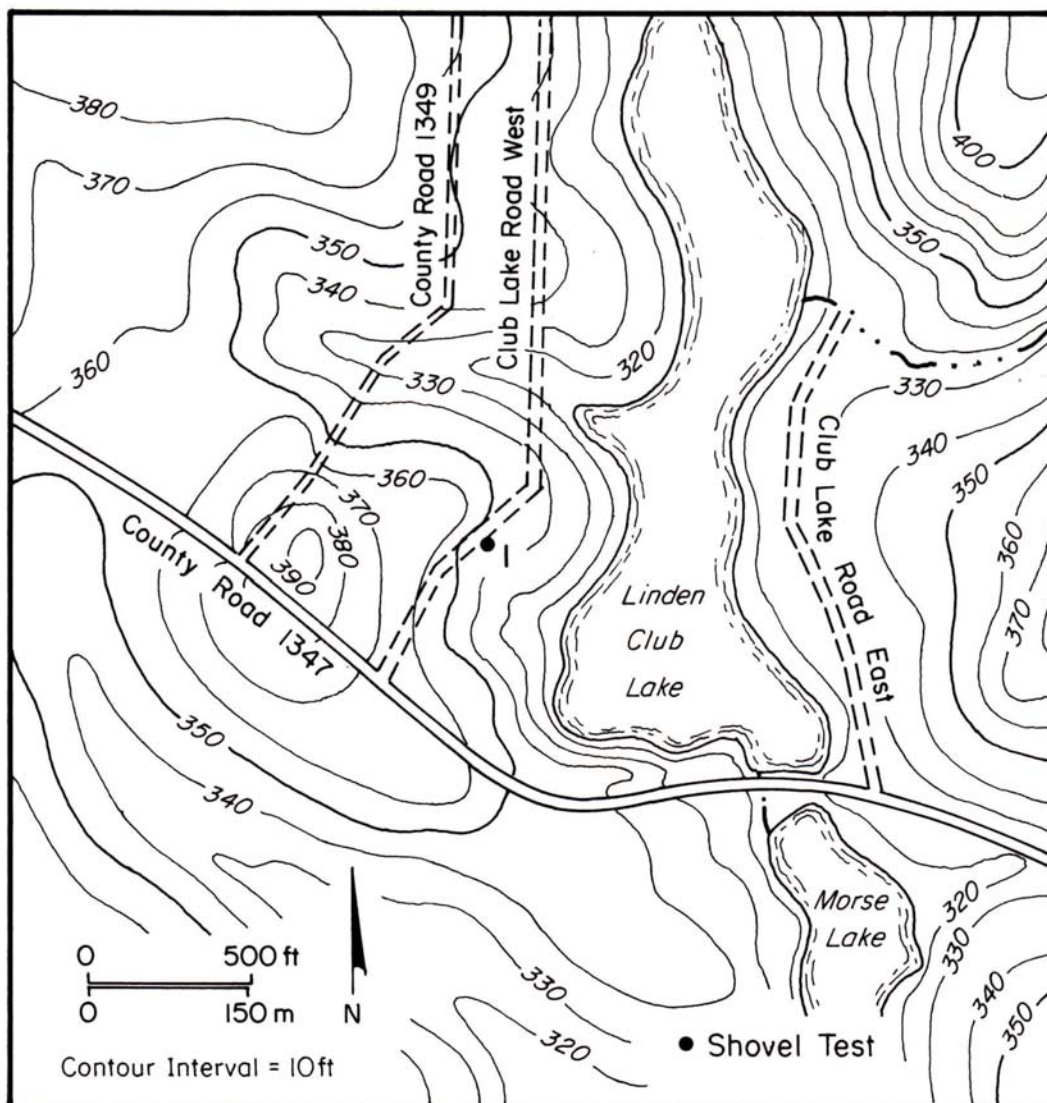 380
370
350
340
360
330
County Road 1349
Club Lake Road West
400
350
320
330
340
350
360
370
Club Lake Road East
360
370
380
390
1
County Road 1347
Linden
Club
Lake
350
340
Morse
Lake
320
330
340
350
330
320
0 500 ft
0 150 m
N
Contour Interval = 10ft
● Shovel Test